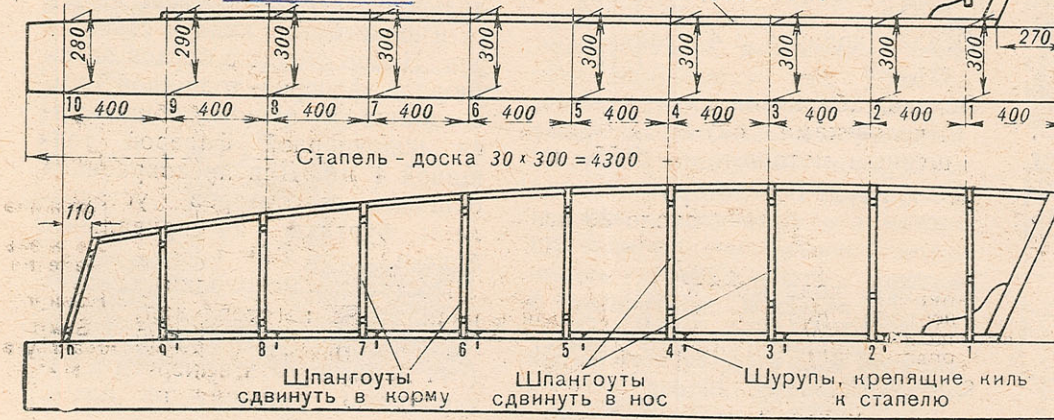 280 290 300 300 300 300 300 300 300 300 270
10 400 9 400 8 400 7 400 6 400 5 400 4 400 3 400 2 400 1 400
Стапель - доска 30 × 300 = 4300
110
10 9 8 7 6 5 4 3 2 1
Шпангоуты
сдвинуть в корму
Шпангоуты
сдвинуть в нос
Шурупы, крепящие киль
к стапелю